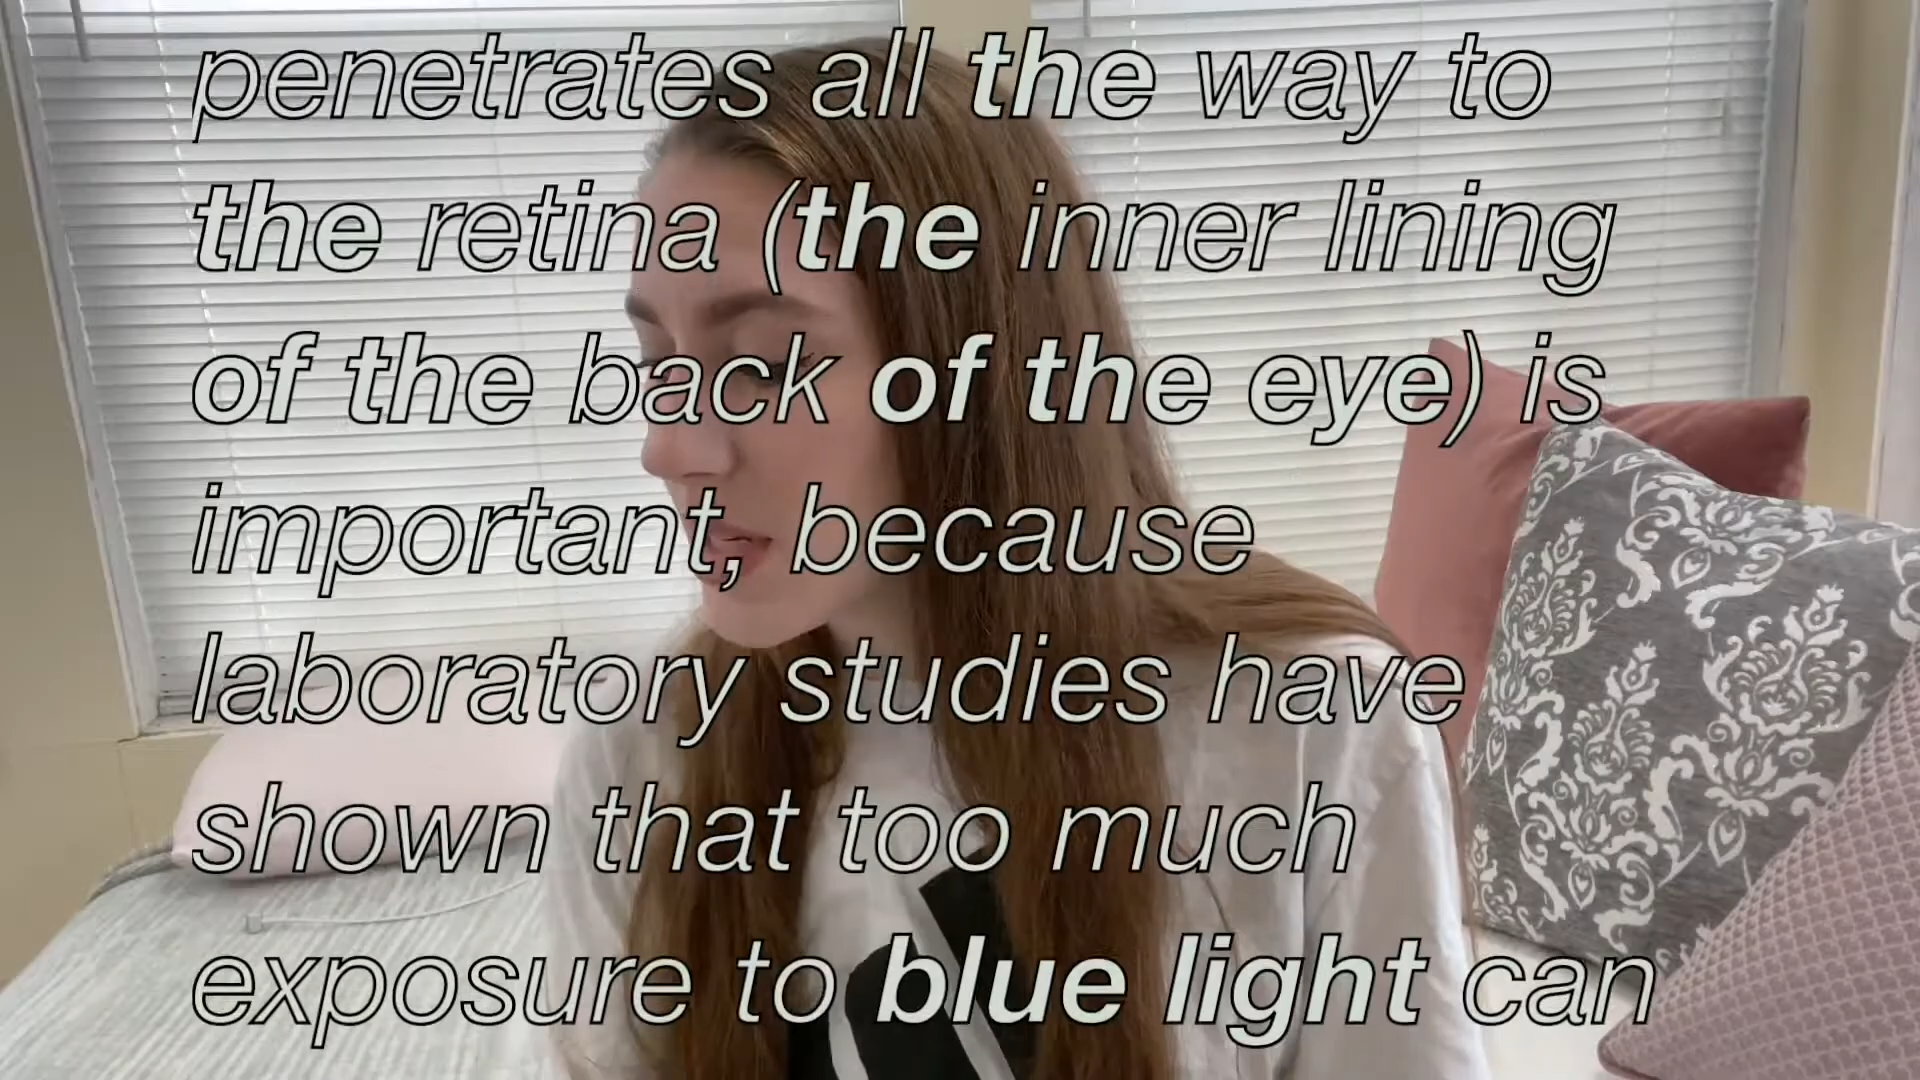 penetrates all the way to
the retina (the inner lining
of the back of the eye) is
important, because
laboratory studies have
shown that too much
exposure to blue light can